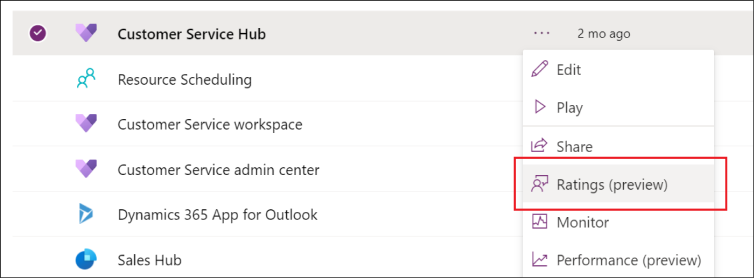 Customer Service Hub ... 2 mo ago
Edit
Resource Scheduling
Play
Customer Service workspace
Share
Customer Service admin center
Ratings (preview)
Dynamics 365 App for Outlook
Monitor
Sales Hub
Performance (preview)